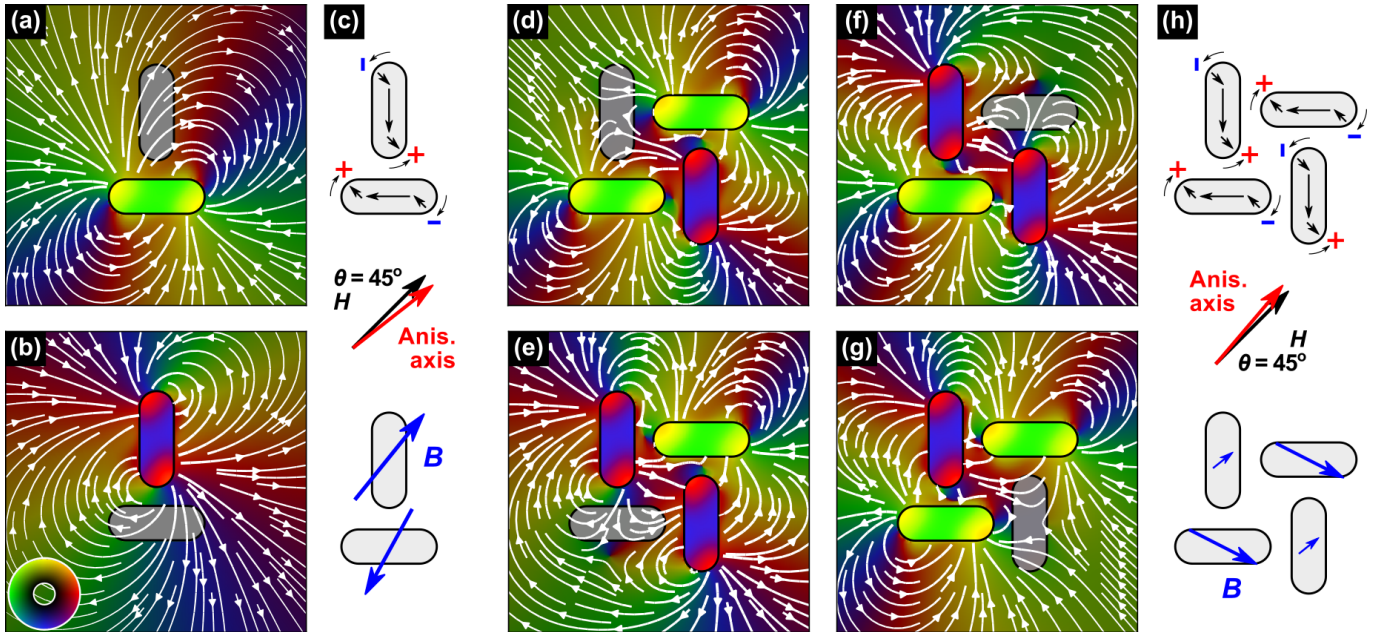 (a)
(c)
(d)
(f)
(h)
−
+
+
−
−
+
+
−
−
+
+
−
θ = 45°
H
Anis.
axis
Anis.
axis
H
θ = 45°
(b)
(e)
(g)
B
B